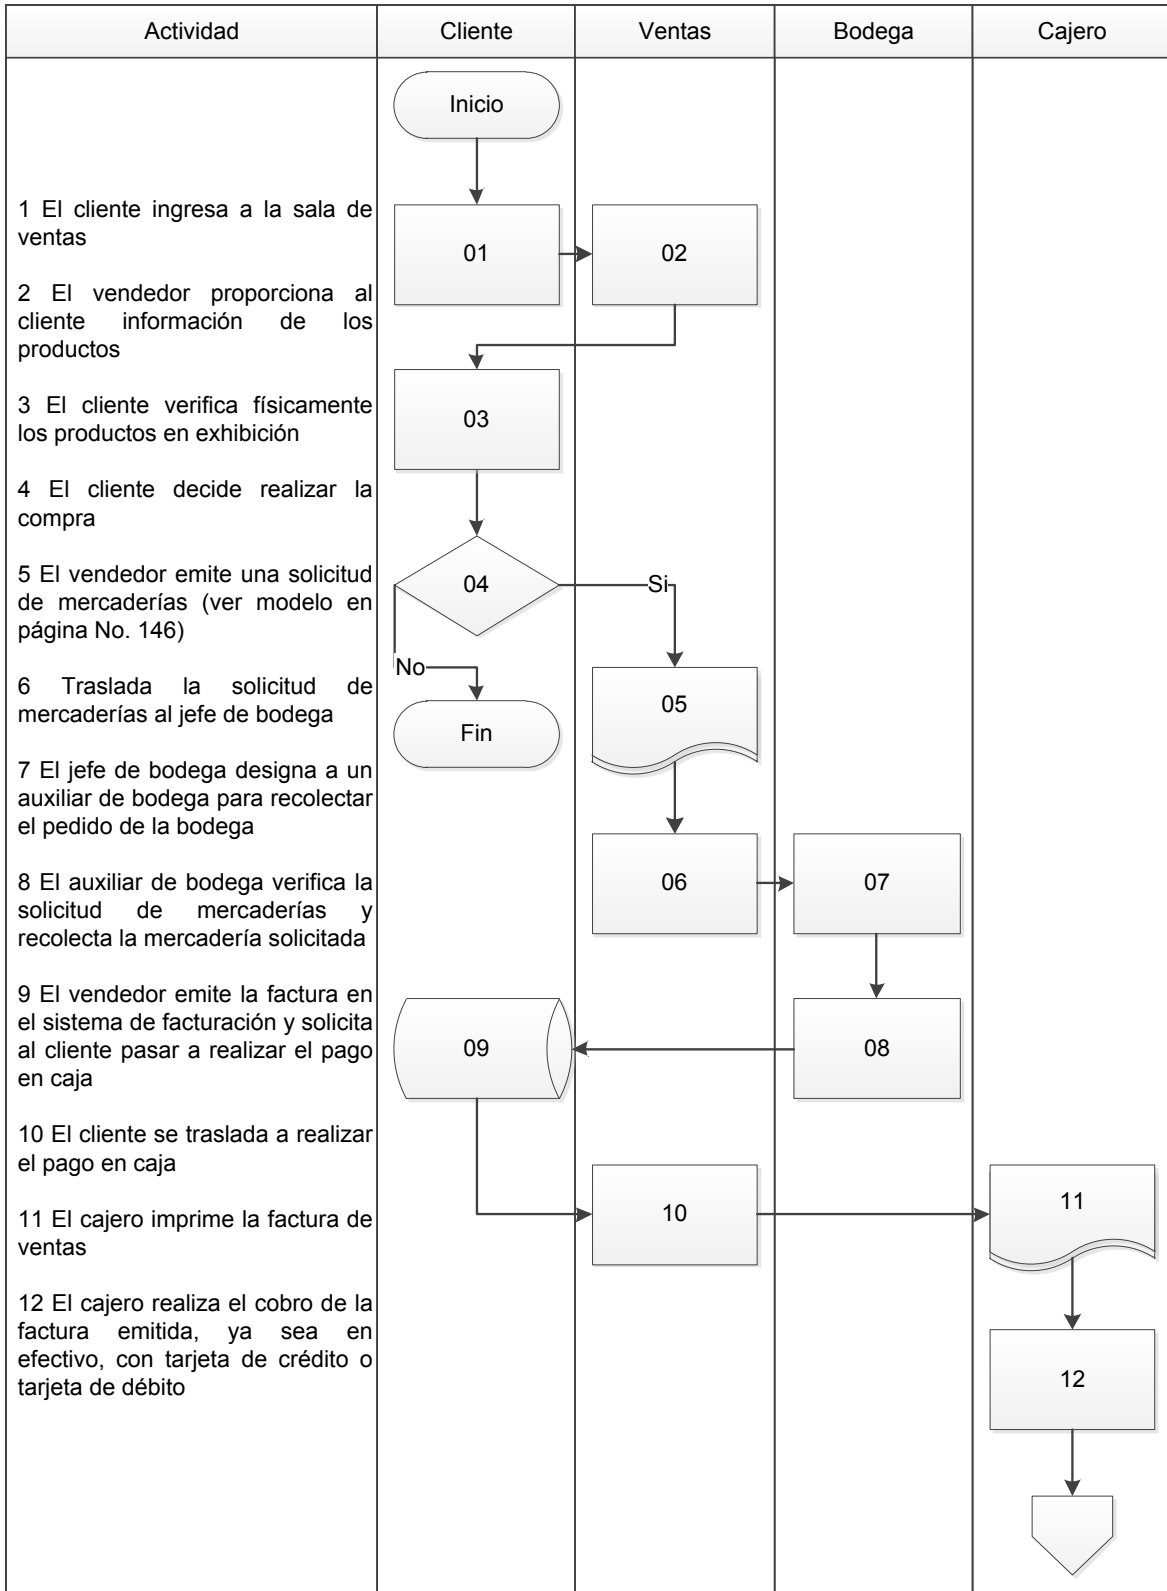 Actividad
Cliente
Ventas
Bodega
Cajero
Inicio
1 El cliente ingresa a la sala de
ventas
01
02
2 El vendedor proporciona al
cliente información de los
productos
3 El cliente verifica físicamente
los productos en exhibición
03
4 El cliente decide realizar la
compra
5 El vendedor emite una solicitud
de mercaderías (ver modelo en
página No. 146)
04
Si
No
6 Traslada la solicitud de
mercaderías al jefe de bodega
05
Fin
7 El jefe de bodega designa a un
auxiliar de bodega para recolectar
el pedido de la bodega
8 El auxiliar de bodega verifica la
solicitud de mercaderías y
recolecta la mercadería solicitada
06
07
9 El vendedor emite la factura en
el sistema de facturación y solicita
al cliente pasar a realizar el pago
en caja
09
08
10 El cliente se traslada a realizar
el pago en caja
11 El cajero imprime la factura de
ventas
10
11
12 El cajero realiza el cobro de la
factura emitida, ya sea en
efectivo, con tarjeta de crédito o
tarjeta de débito
12